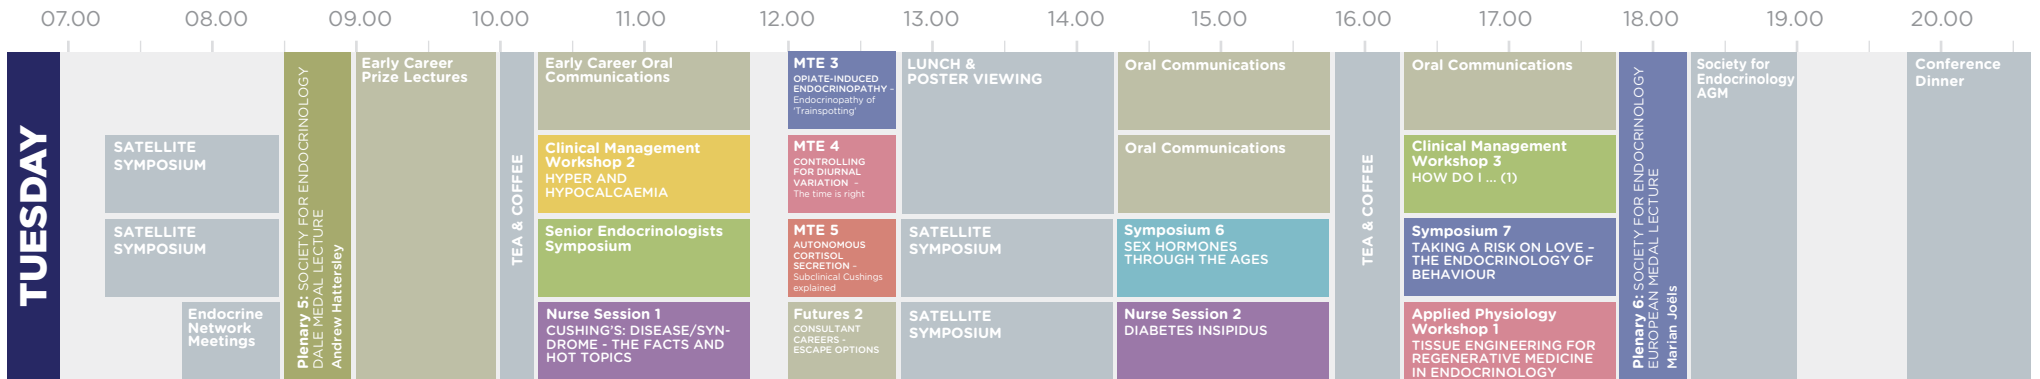 07.00 08.00 09.00 10.00 11.00 12.00 13.00 14.00 15.00 16.00 17.00 18.00 19.00 20.00
TUESDAY
SATELLITE
SYMPOSIUM
SATELLITE
SYMPOSIUM
Endocrine
Network
Meetings
Plenary 5: SOCIETY FOR ENDOCRINOLOGY
DALE MEDAL LECTURE
Andrew Hattersley
Early Career
Prize Lectures
TEA & COFFEE
Early Career Oral
Communications
Clinical Management
Workshop 2
HYPER AND
HYPOCALCAEMIA
Senior Endocrinologists
Symposium
Nurse Session 1
CUSHING'S: DISEASE/SYN-
DROME - THE FACTS AND
HOT TOPICS
MTE 3
OPIATE-INDUCED
ENDOCRINOPATHY –
Endocrinopathy of
'Trainspotting'
MTE 4
CONTROLLING
FOR DIURNAL
VARIATION –
The time is right
MTE 5
AUTONOMOUS
CORTISOL
SECRETION –
Subclinical Cushings
explained
Futures 2
CONSULTANT
CAREERS -
ESCAPE OPTIONS
LUNCH &
POSTER VIEWING
SATELLITE
SYMPOSIUM
SATELLITE
SYMPOSIUM
Oral Communications
Oral Communications
Symposium 6
SEX HORMONES
THROUGH THE AGES
Nurse Session 2
DIABETES INSIPIDUS
TEA & COFFEE
Oral Communications
Clinical Management
Workshop 3
HOW DO I ... (1)
Symposium 7
TAKING A RISK ON LOVE –
THE ENDOCRINOLOGY OF
BEHAVIOUR
Applied Physiology
Workshop 1
TISSUE ENGINEERING FOR
REGENERATIVE MEDICINE
IN ENDOCRINOLOGY
Plenary 6: SOCIETY FOR ENDOCRINOLOGY
EUROPEAN MEDAL LECTURE
Marian Joëls
Society for
Endocrinology
AGM
Conference
Dinner